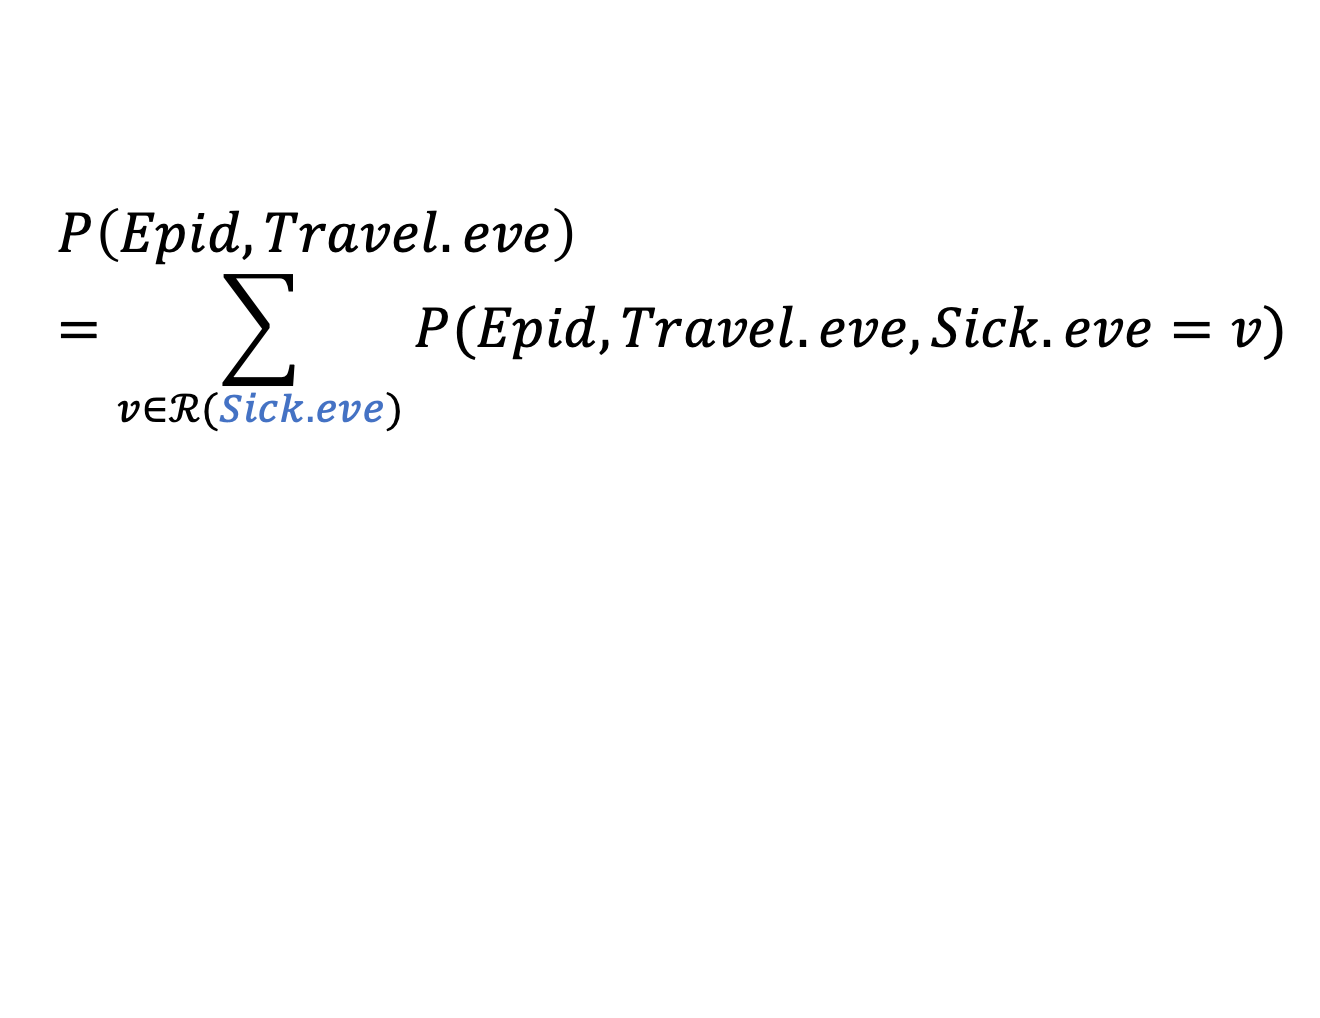 P(Epid, Travel.eve)
= ∑ P(Epid, Travel.eve, Sick.eve = v)
v∈ℛ(Sick.eve)